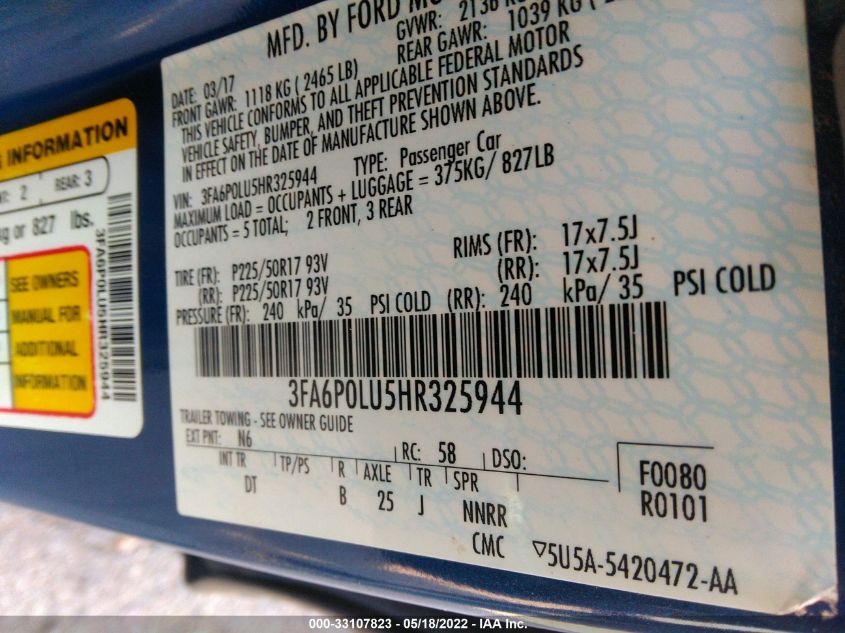 MFD. BY FORD
GVWR:
REAR GAWR: 1039 KG (
DATE: 03/17
FRONT GAWR: 1118 KG ( 2465 LB)
THIS VEHICLE CONFORMS TO ALL APPLICABLE FEDERAL MOTOR
VEHICLE SAFETY, BUMPER, AND THEFT PREVENTION STANDARDS
IN EFFECT ON THE DATE OF MANUFACTURE SHOWN ABOVE.
VIN: 3FA6P0LU5HR325944 TYPE: Passenger Car
MAXIMUM LOAD = OCCUPANTS + LUGGAGE = 375KG/ 827LB
OCCUPANTS = 5 TOTAL; 2 FRONT, 3 REAR
TIRE (FR): P225/50R17 93V RIMS (FR): 17x7.5J
(RR): P225/50R17 93V (RR): 17x7.5J
PRESSURE (FR): 240 kPa/ 35 PSI COLD (RR): 240 kPa/ 35 PSI COLD
3FA6P0LU5HR325944
TRAILER TOWING - SEE OWNER GUIDE
EXT PNT: N6 RC: 58 DSO:
INT TR TP/PS R AXLE TR SPR
DT B 25 J NNRR
CMC
F0080
R0101
▽5U5A-5420472-AA
INFORMATION
2 REAR: 3
or 827 lbs.
SEE OWNERS
MANUAL FOR
ADDITIONAL
INFORMATION
3FA6P0LU5HR325944
000-33107823 - 05/18/2022 - IAA Inc.